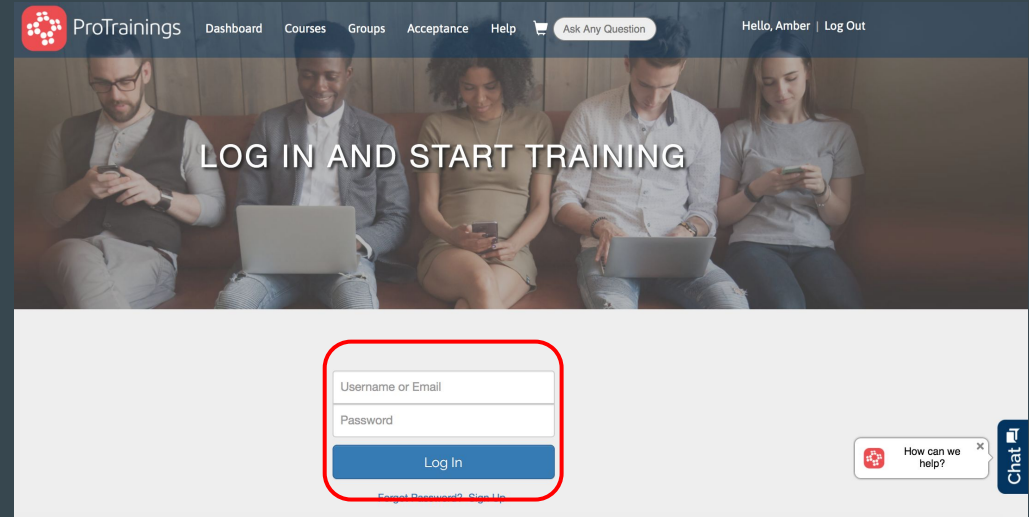 ProTrainings Dashboard Courses Groups Acceptance Help Ask Any Question Hello, Amber | Log Out
LOG IN AND START TRAINING
Username or Email
Password
Log In
Forgot Password? Sign Up
How can we
help?
×
Chat